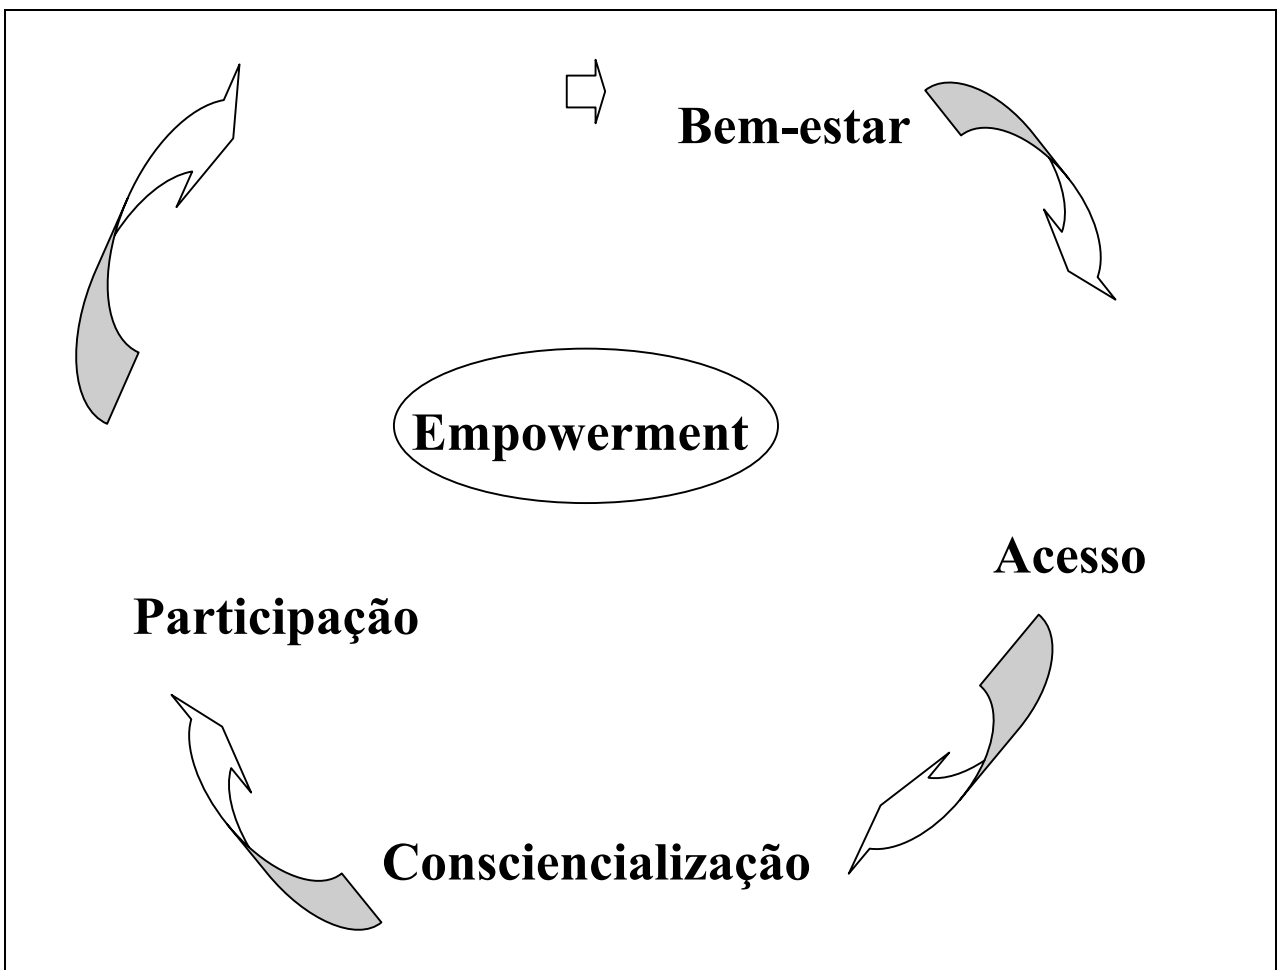 Bem-estar
Empowerment
Acesso
Participação
Consciencialização